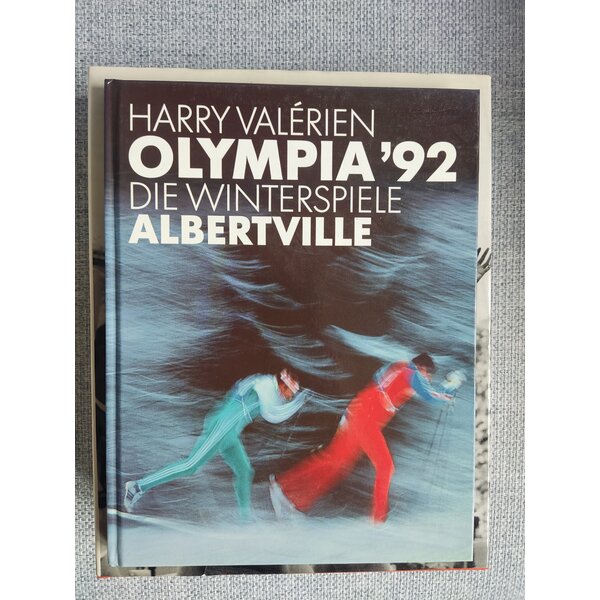 HARRY VALÉRIEN
OLYMPIA '92
DIE WINTERSPIELE
ALBERTVILLE